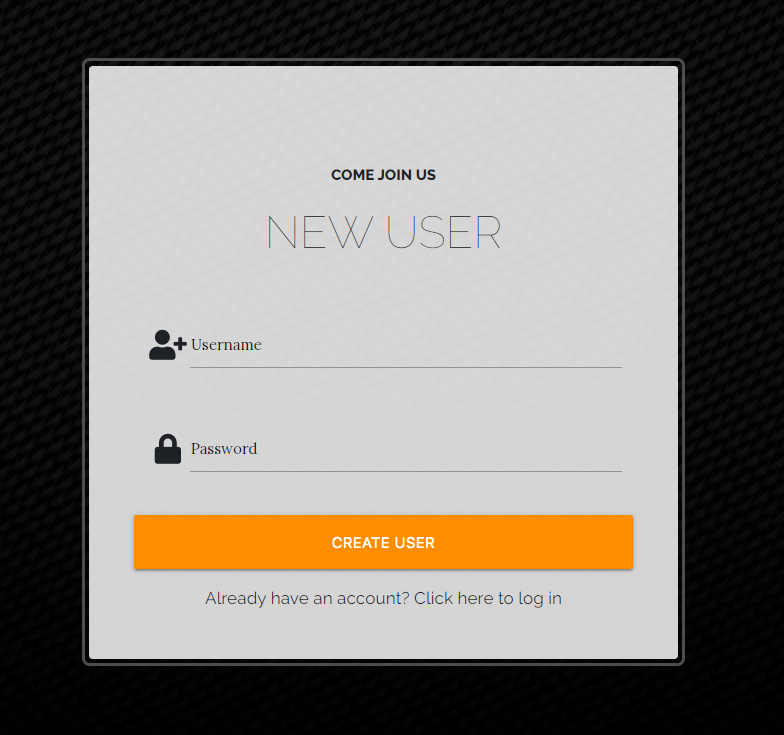 COME JOIN US
NEW USER
Username
Password
CREATE USER
Already have an account? Click here to log in